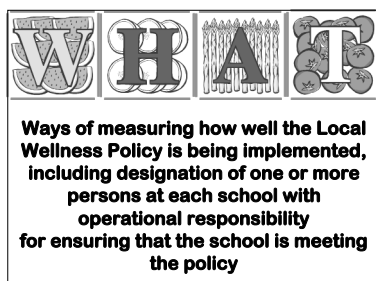 WHAT
Ways of measuring how well the Local
Wellness Policy is being implemented,
including designation of one or more
persons at each school with
operational responsibility
for ensuring that the school is meeting
the policy